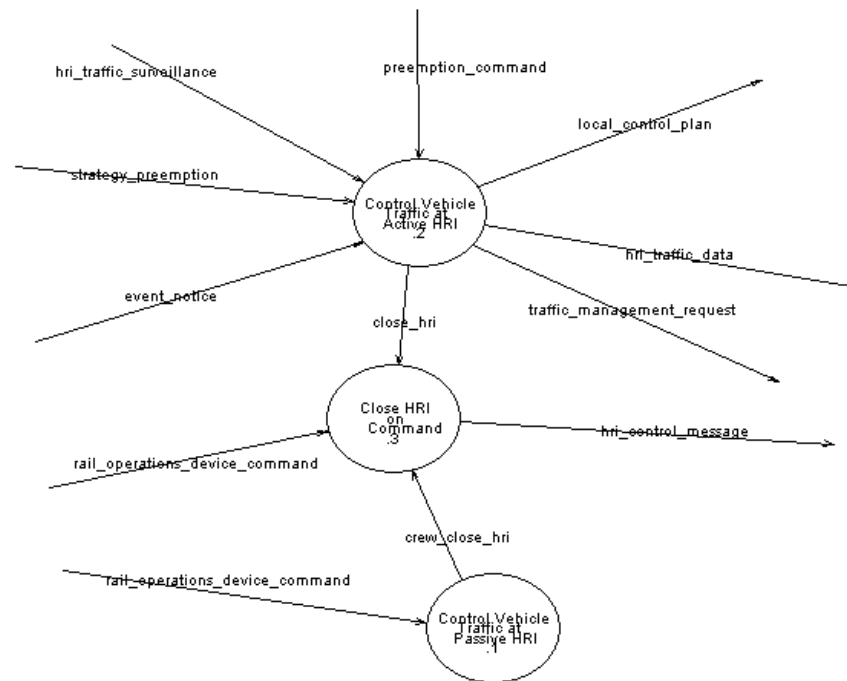 hri_traffic_surveillance
preemption_command
local_control_plan
strategy_preemption
Control Vehicle
Traffic at
Active HRI
.2
hri_traffic_data
event_notice
traffic_management_request
close_hri
Close HRI
on
Command
.3
hri_control_message
rail_operations_device_command
crew_close_hri
rail_operations_device_command
Control Vehicle
Traffic at
Passive HRI
.1